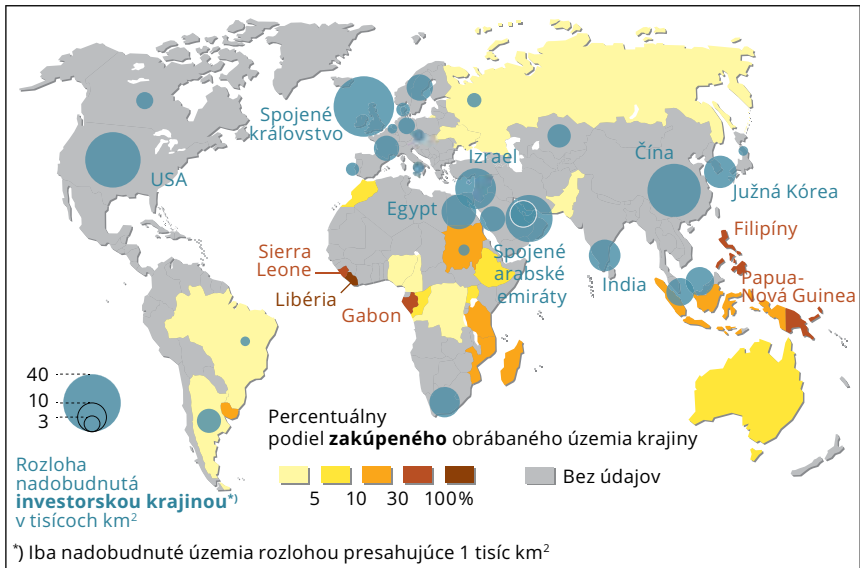 Spojené
kráľovstvo
USA
Izrael
Čína
Egypt
Južná Kórea
Sierra
Leone
Libéria
Gabon
Spojené
arabské
emiráty
India
Filipíny
Papua-
Nová Guinea
40
10
3
Rozloha
nadobudnutá
investorskou krajinou*)
v tisícoch km²
Percentuálny
podiel zakúpeného obrábaného územia krajiny
5 10 30 100%
Bez údajov
*) Iba nadobudnuté územia rozlohou presahujúce 1 tisíc km²